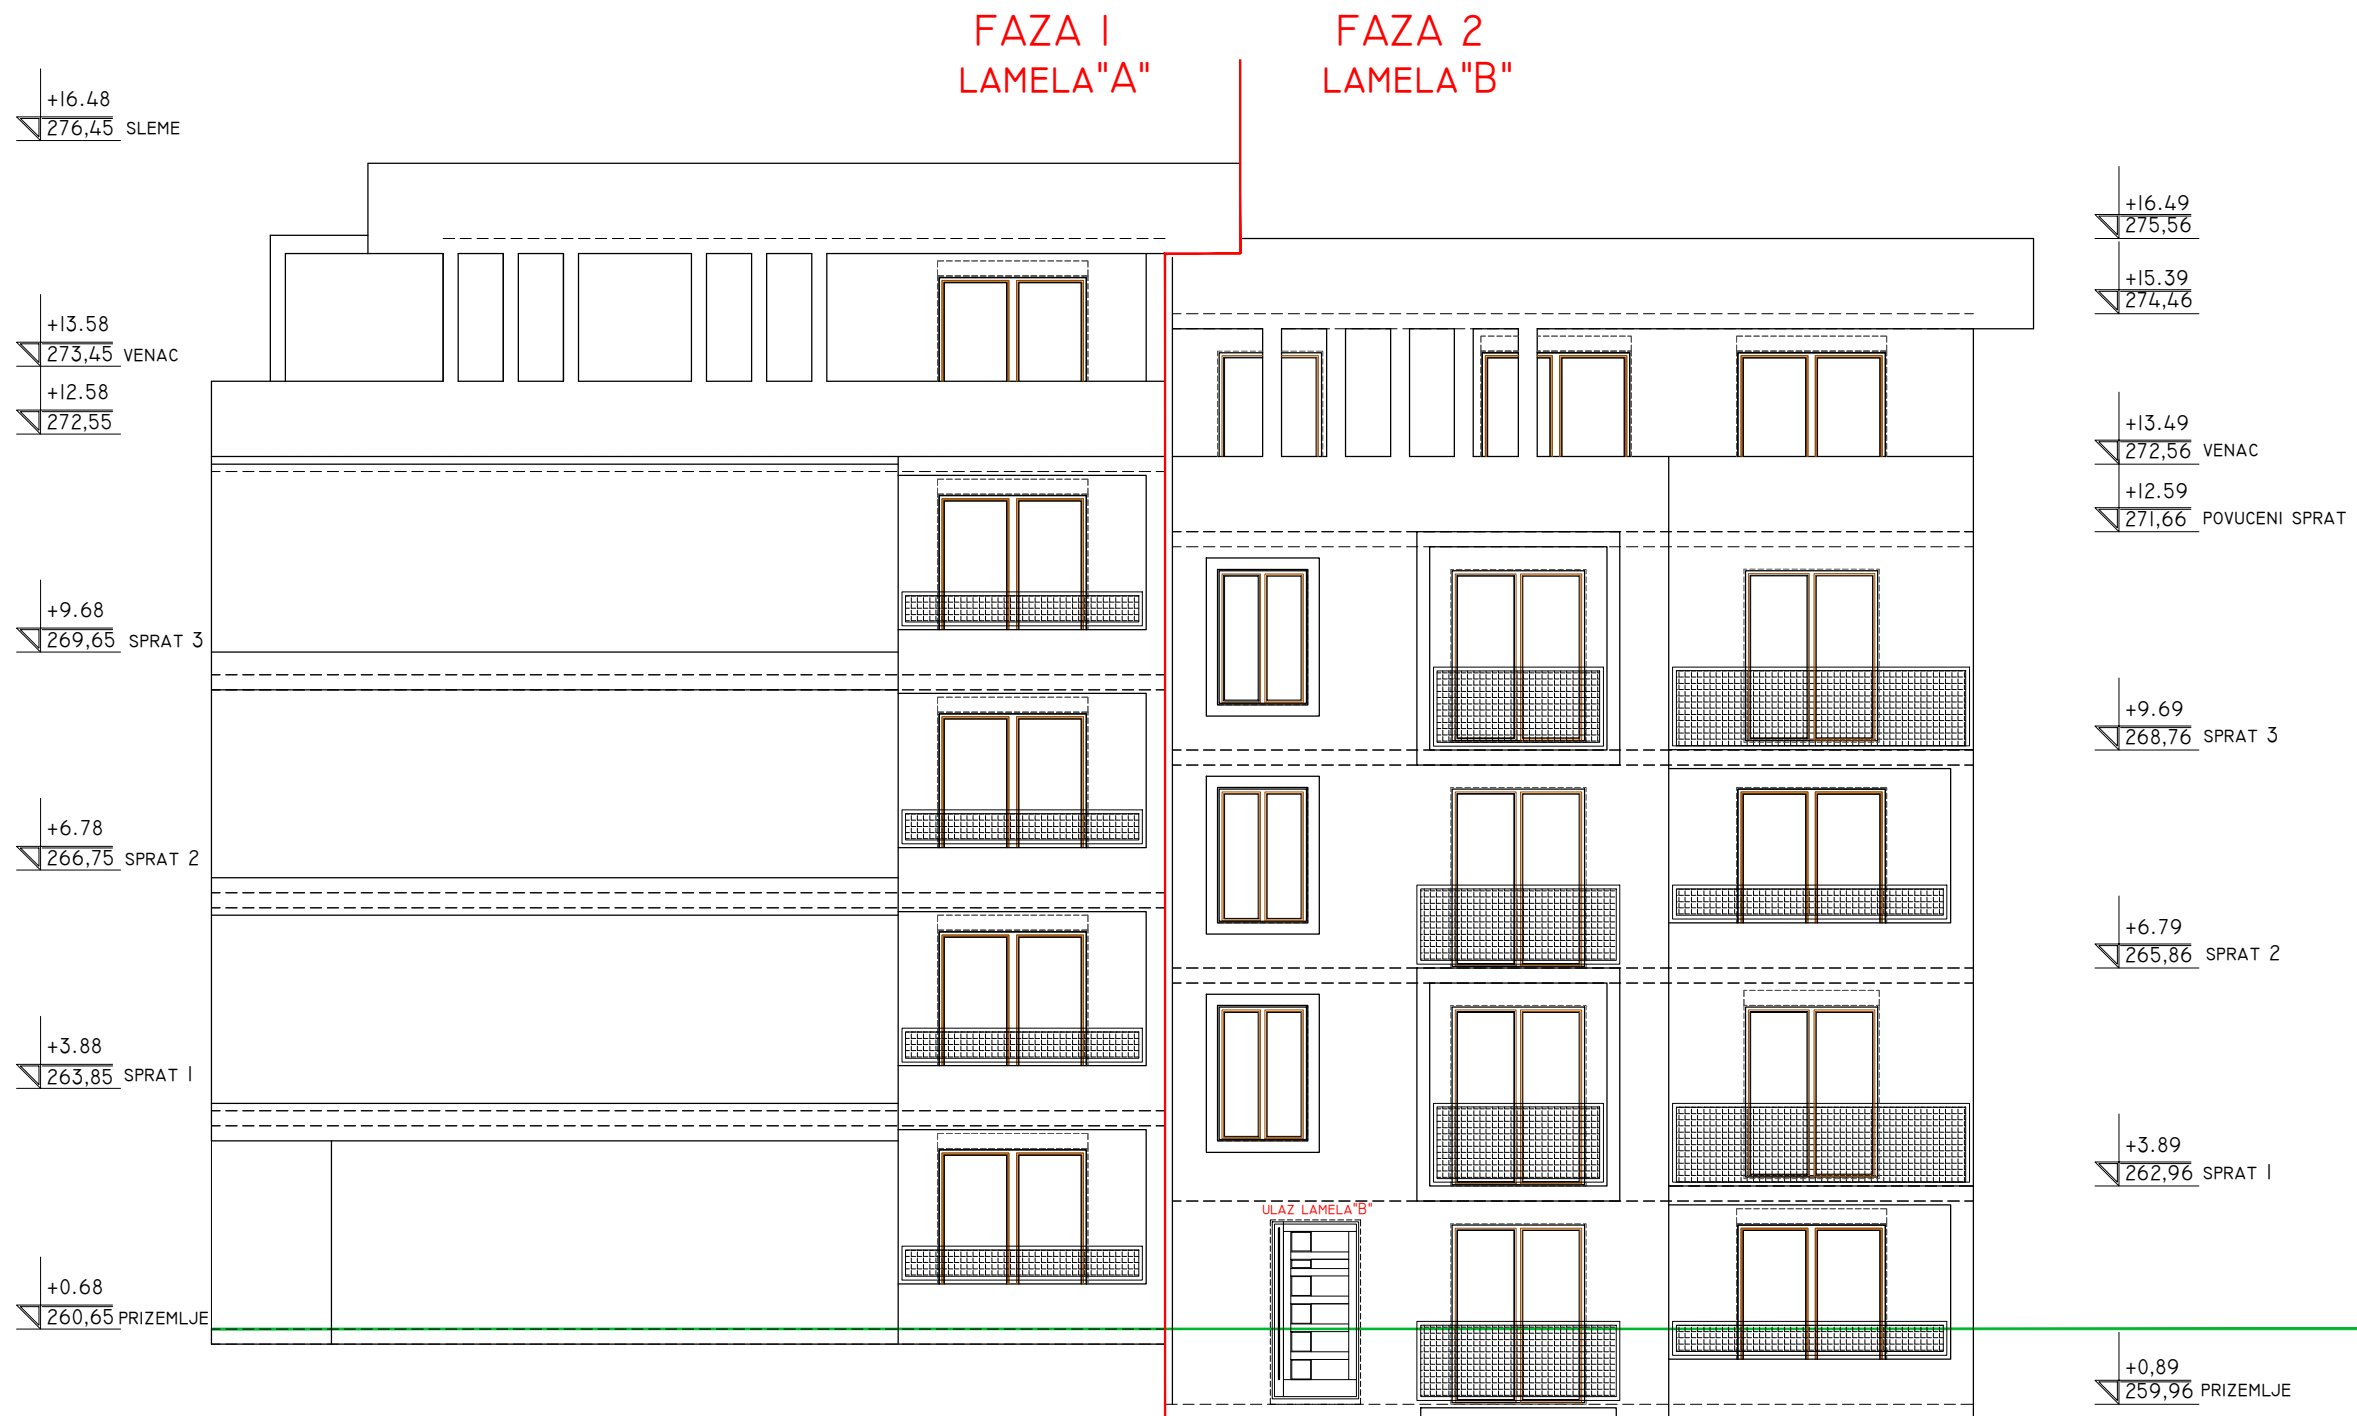 FAZA 1
LAMELA"A"
FAZA 2
LAMELA"B"
+16.48
276,45 SLEME
+13.58
273,45 VENAC
+12.58
272,55
+9.68
269,65 SPRAT 3
+6.78
266,75 SPRAT 2
+3.88
263,85 SPRAT 1
+0.68
260,65 PRIZEMLJE
ULAZ LAMELA"B"
+16.49
275,56
+15.39
274,46
+13.49
272,56 VENAC
+12.59
271,66 POVUCENI SPRAT
+9.69
268,76 SPRAT 3
+6.79
265,86 SPRAT 2
+3.89
262,96 SPRAT 1
+0,89
259,96 PRIZEMLJE